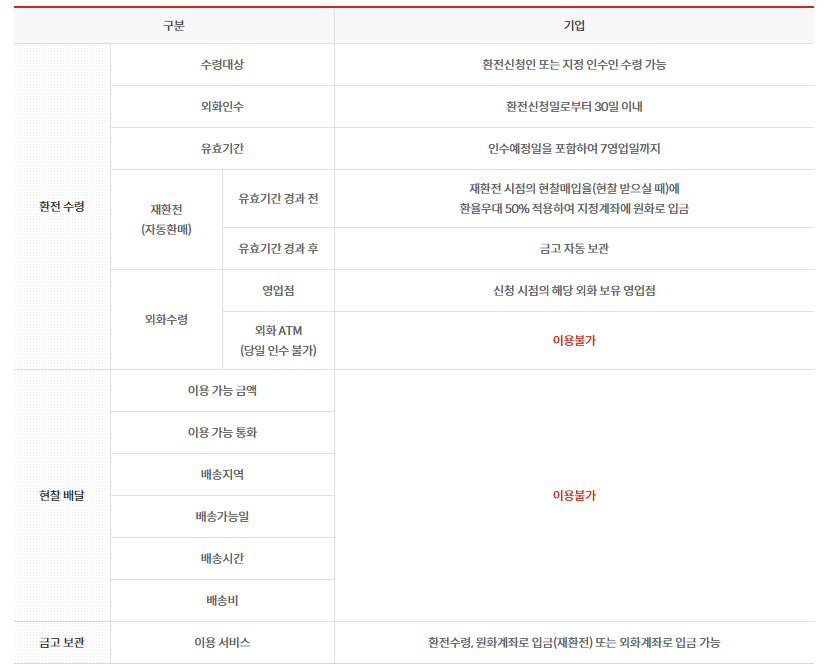 구분 기업
환전 수령
수령대상 환전신청인 또는 지정 인수인 수령 가능
외화인수 환전신청일로부터 30일 이내
유효기간 인수예정일을 포함하여 7영업일까지
재환전
(자동환매)
유효기간 경과 전
재환전 시점의 현찰매입율(현찰 받으실 때)에
환율우대 50% 적용하여 지정계좌에 원화로 입금
유효기간 경과 후 금고 자동 보관
외화수령
영업점 신청 시점의 해당 외화 보유 영업점
외화 ATM
(당일 인수 불가)
이용불가
현찰 배달
이용 가능 금액
이용 가능 통화
배송지역
배송가능일
배송시간
배송비
이용불가
금고 보관 이용 서비스 환전수령, 원화계좌로 입금(재환전) 또는 외화계좌로 입금 가능